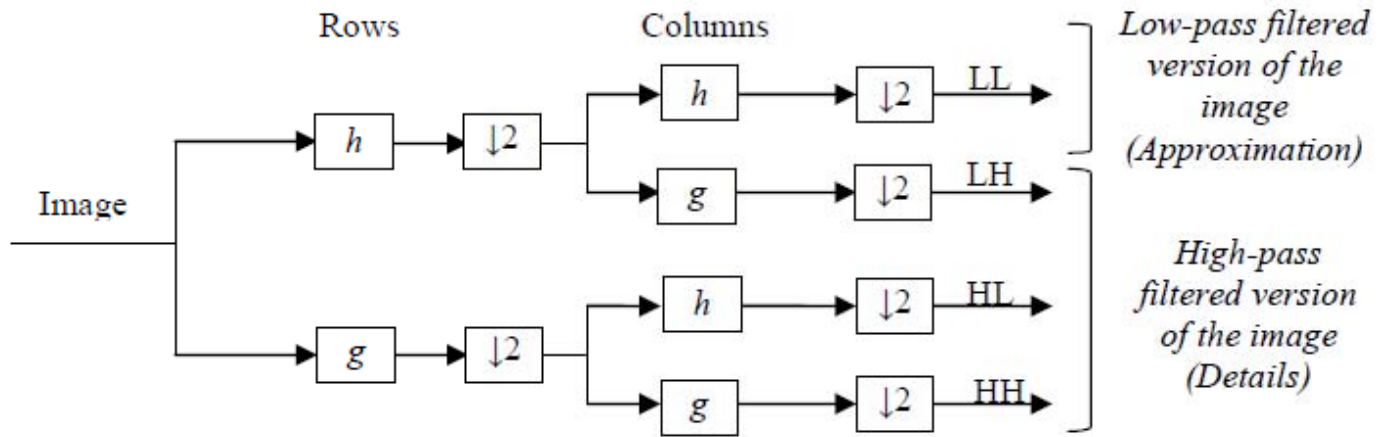 Rows
Columns
Low-pass filtered
version of the
image
(Approximation)
h
↓2
LL
h
↓2
g
↓2
LH
Image
h
↓2
HL
g
↓2
g
↓2
HH
High-pass
filtered version
of the image
(Details)